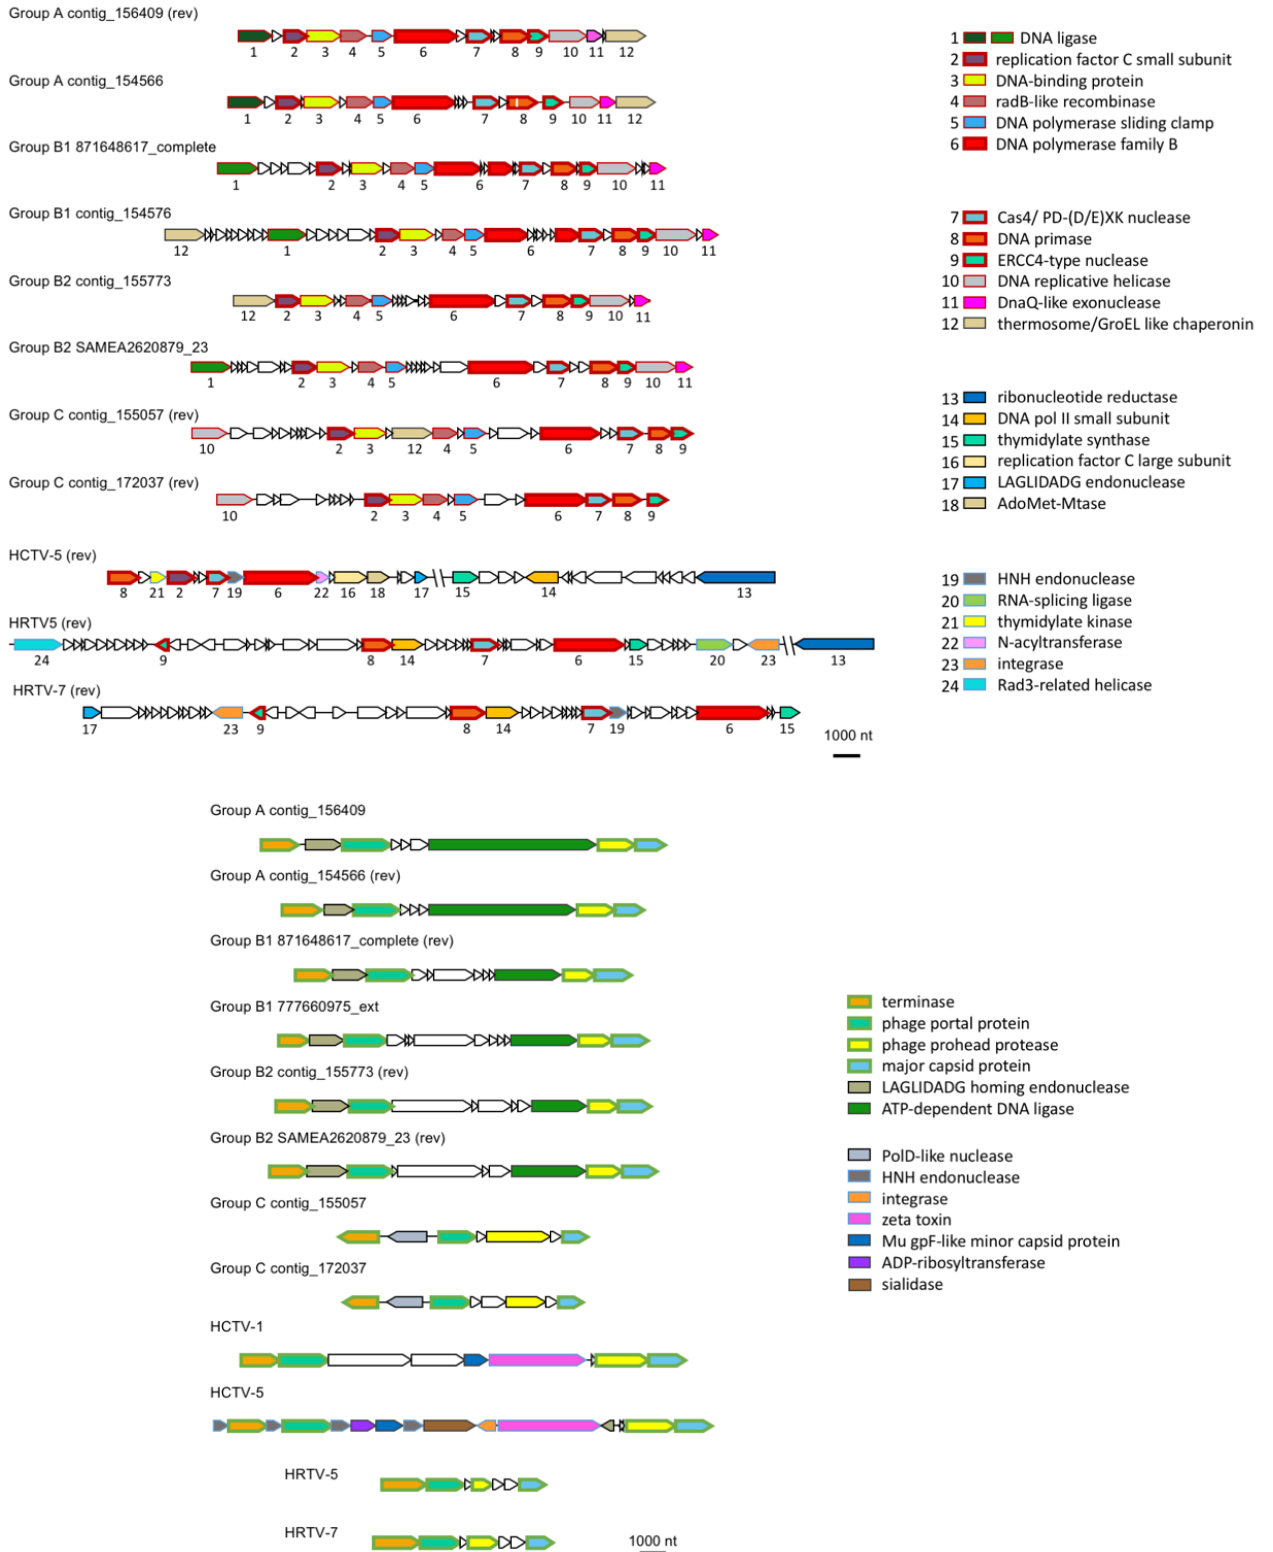 Group A contig_156409 (rev)
1 2 3 4 5 6 7 8 9 10 11 12
Group A contig_154566
1 2 3 4 5 6 7 8 9 10 11 12
Group B1 871648617_complete
1 2 3 4 5 6 7 8 9 10 11
Group B1 contig_154576
12 1 2 3 4 5 6 7 8 9 10 11
Group B2 contig_155773
12 2 3 4 5 6 7 8 9 10 11
Group B2 SAMEA2620879_23
1 2 3 4 5 6 7 8 9 10 11
Group C contig_155057 (rev)
10 2 3 12 4 5 6 7 8 9
Group C contig_172037 (rev)
10 2 3 4 5 6 7 8 9
HCTV-5 (rev)
8 21 2 7 19 6 22 16 18 17 15 14 13
HRTV5 (rev)
24 9 8 14 7 6 15 20 23 13
HRTV-7 (rev)
17 23 9 8 14 7 19 6 15
1000 nt
1 DNA ligase
2 replication factor C small subunit
3 DNA-binding protein
4 radB-like recombinase
5 DNA polymerase sliding clamp
6 DNA polymerase family B
7 Cas4/ PD-(D/E)XK nuclease
8 DNA primase
9 ERCC4-type nuclease
10 DNA replicative helicase
11 DnaQ-like exonuclease
12 thermosome/GroEL like chaperonin
13 ribonucleotide reductase
14 DNA pol II small subunit
15 thymidylate synthase
16 replication factor C large subunit
17 LAGLIDADG endonuclease
18 AdoMet-Mtase
19 HNH endonuclease
20 RNA-splicing ligase
21 thymidylate kinase
22 N-acyltransferase
23 integrase
24 Rad3-related helicase
Group A contig_156409
Group A contig_154566 (rev)
Group B1 871648617_complete (rev)
Group B1 777660975_ext
Group B2 contig_155773 (rev)
Group B2 SAMEA2620879_23 (rev)
Group C contig_155057
Group C contig_172037
HCTV-1
HCTV-5
HRTV-5
HRTV-7
1000 nt
terminase
phage portal protein
phage prohead protease
major capsid protein
LAGLIDADG homing endonuclease
ATP-dependent DNA ligase
PolD-like nuclease
HNH endonuclease
integrase
zeta toxin
Mu gpF-like minor capsid protein
ADP-ribosyltransferase
sialidase